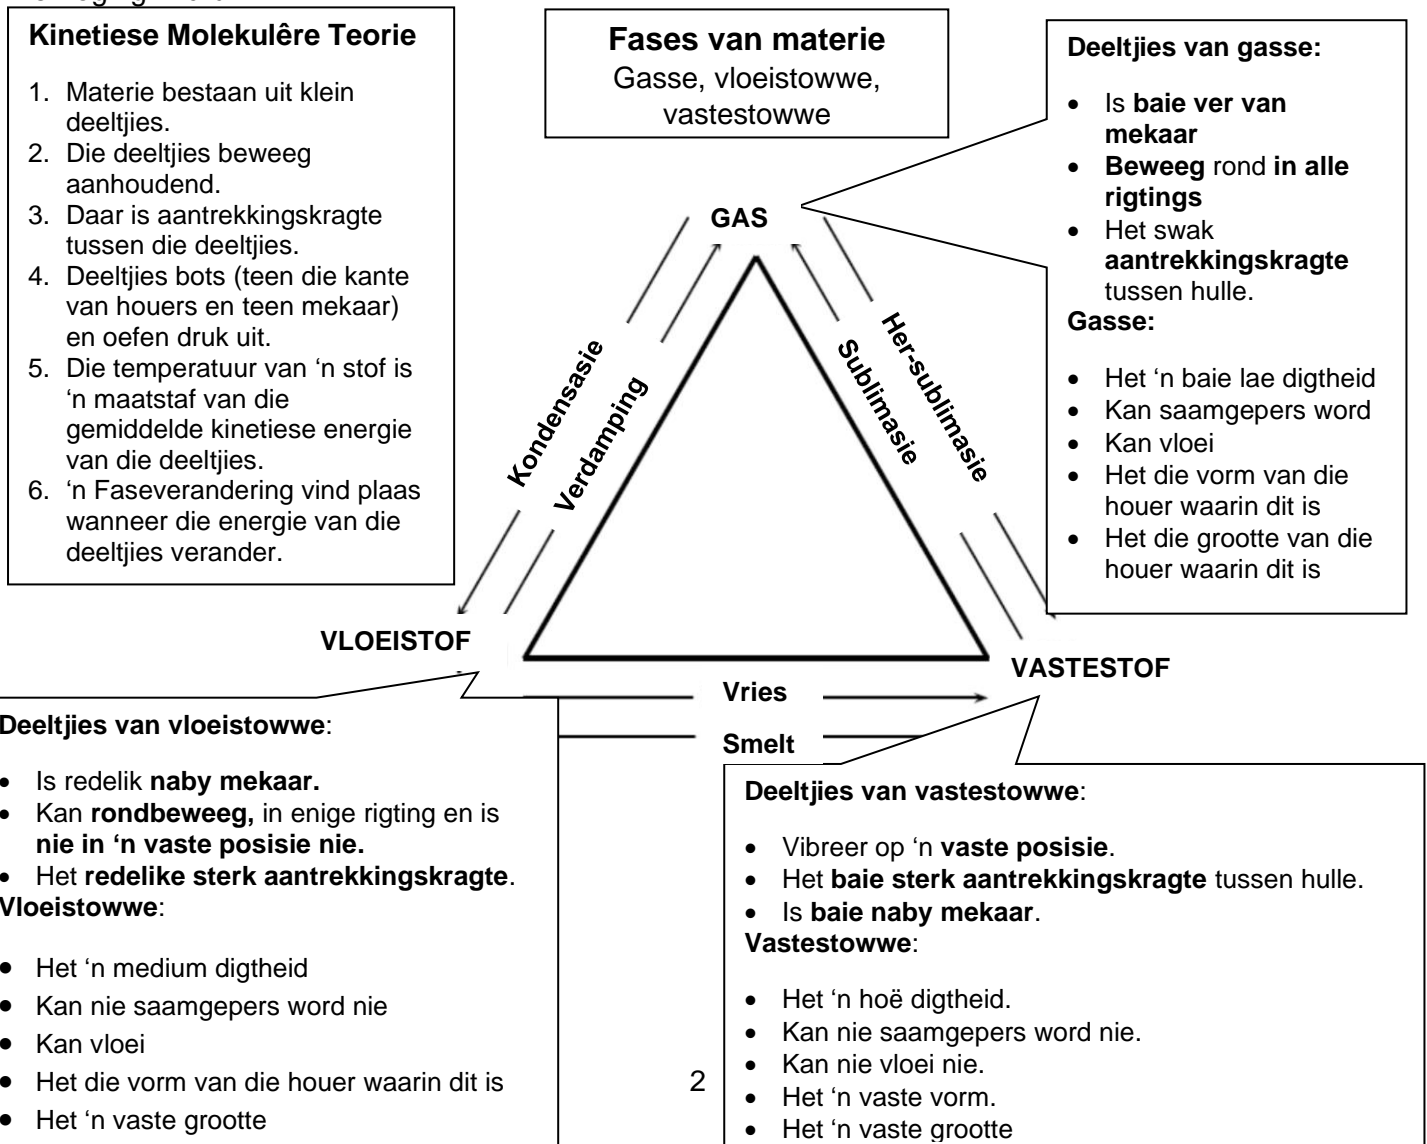 Kinetiese Molekulêre Teorie
1. Materie bestaan uit klein
deeltjies.
2. Die deeltjies beweeg
aanhoudend.
3. Daar is aantrekkingskragte
tussen die deeltjies.
4. Deeltjies bots (teen die kante
van houers en teen mekaar)
en oefen druk uit.
5. Die temperatuur van ‘n stof is
‘n maatstaf van die
gemiddelde kinetiese energie
van die deeltjies.
6. ‘n Faseverandering vind plaas
wanneer die energie van die
deeltjies verander.
Fases van materie
Gasse, vloeistowwe,
vastestowwe
Deeltjies van gasse:
• Is baie ver van
mekaar
• Beweeg rond in alle
rigtings
• Het swak
aantrekkingskragte
tussen hulle.
Gasse:
• Het ‘n baie lae digtheid
• Kan saamgepers word
• Kan vloei
• Het die vorm van die
houer waarin dit is
• Het die grootte van die
houer waarin dit is
GAS
Kondensasie
Verdamping
Sublimasie
Her-sublimasie
VLOEISTOF
VASTESTOF
Vries
Smelt
Deeltjies van vloeistowwe:
• Is redelik naby mekaar.
• Kan rondbeweeg, in enige rigting en is
nie in ‘n vaste posisie nie.
• Het redelike sterk aantrekkingskragte.
Vloeistowwe:
• Het ‘n medium digtheid
• Kan nie saamgepers word nie
• Kan vloei
• Het die vorm van die houer waarin dit is
• Het ‘n vaste grootte
2
Deeltjies van vastestowwe:
• Vibreer op ‘n vaste posisie.
• Het baie sterk aantrekkingskragte tussen hulle.
• Is baie naby mekaar.
Vastestowwe:
• Het ‘n hoë digtheid.
• Kan nie saamgepers word nie.
• Kan nie vloei nie.
• Het ‘n vaste vorm.
• Het ‘n vaste grootte